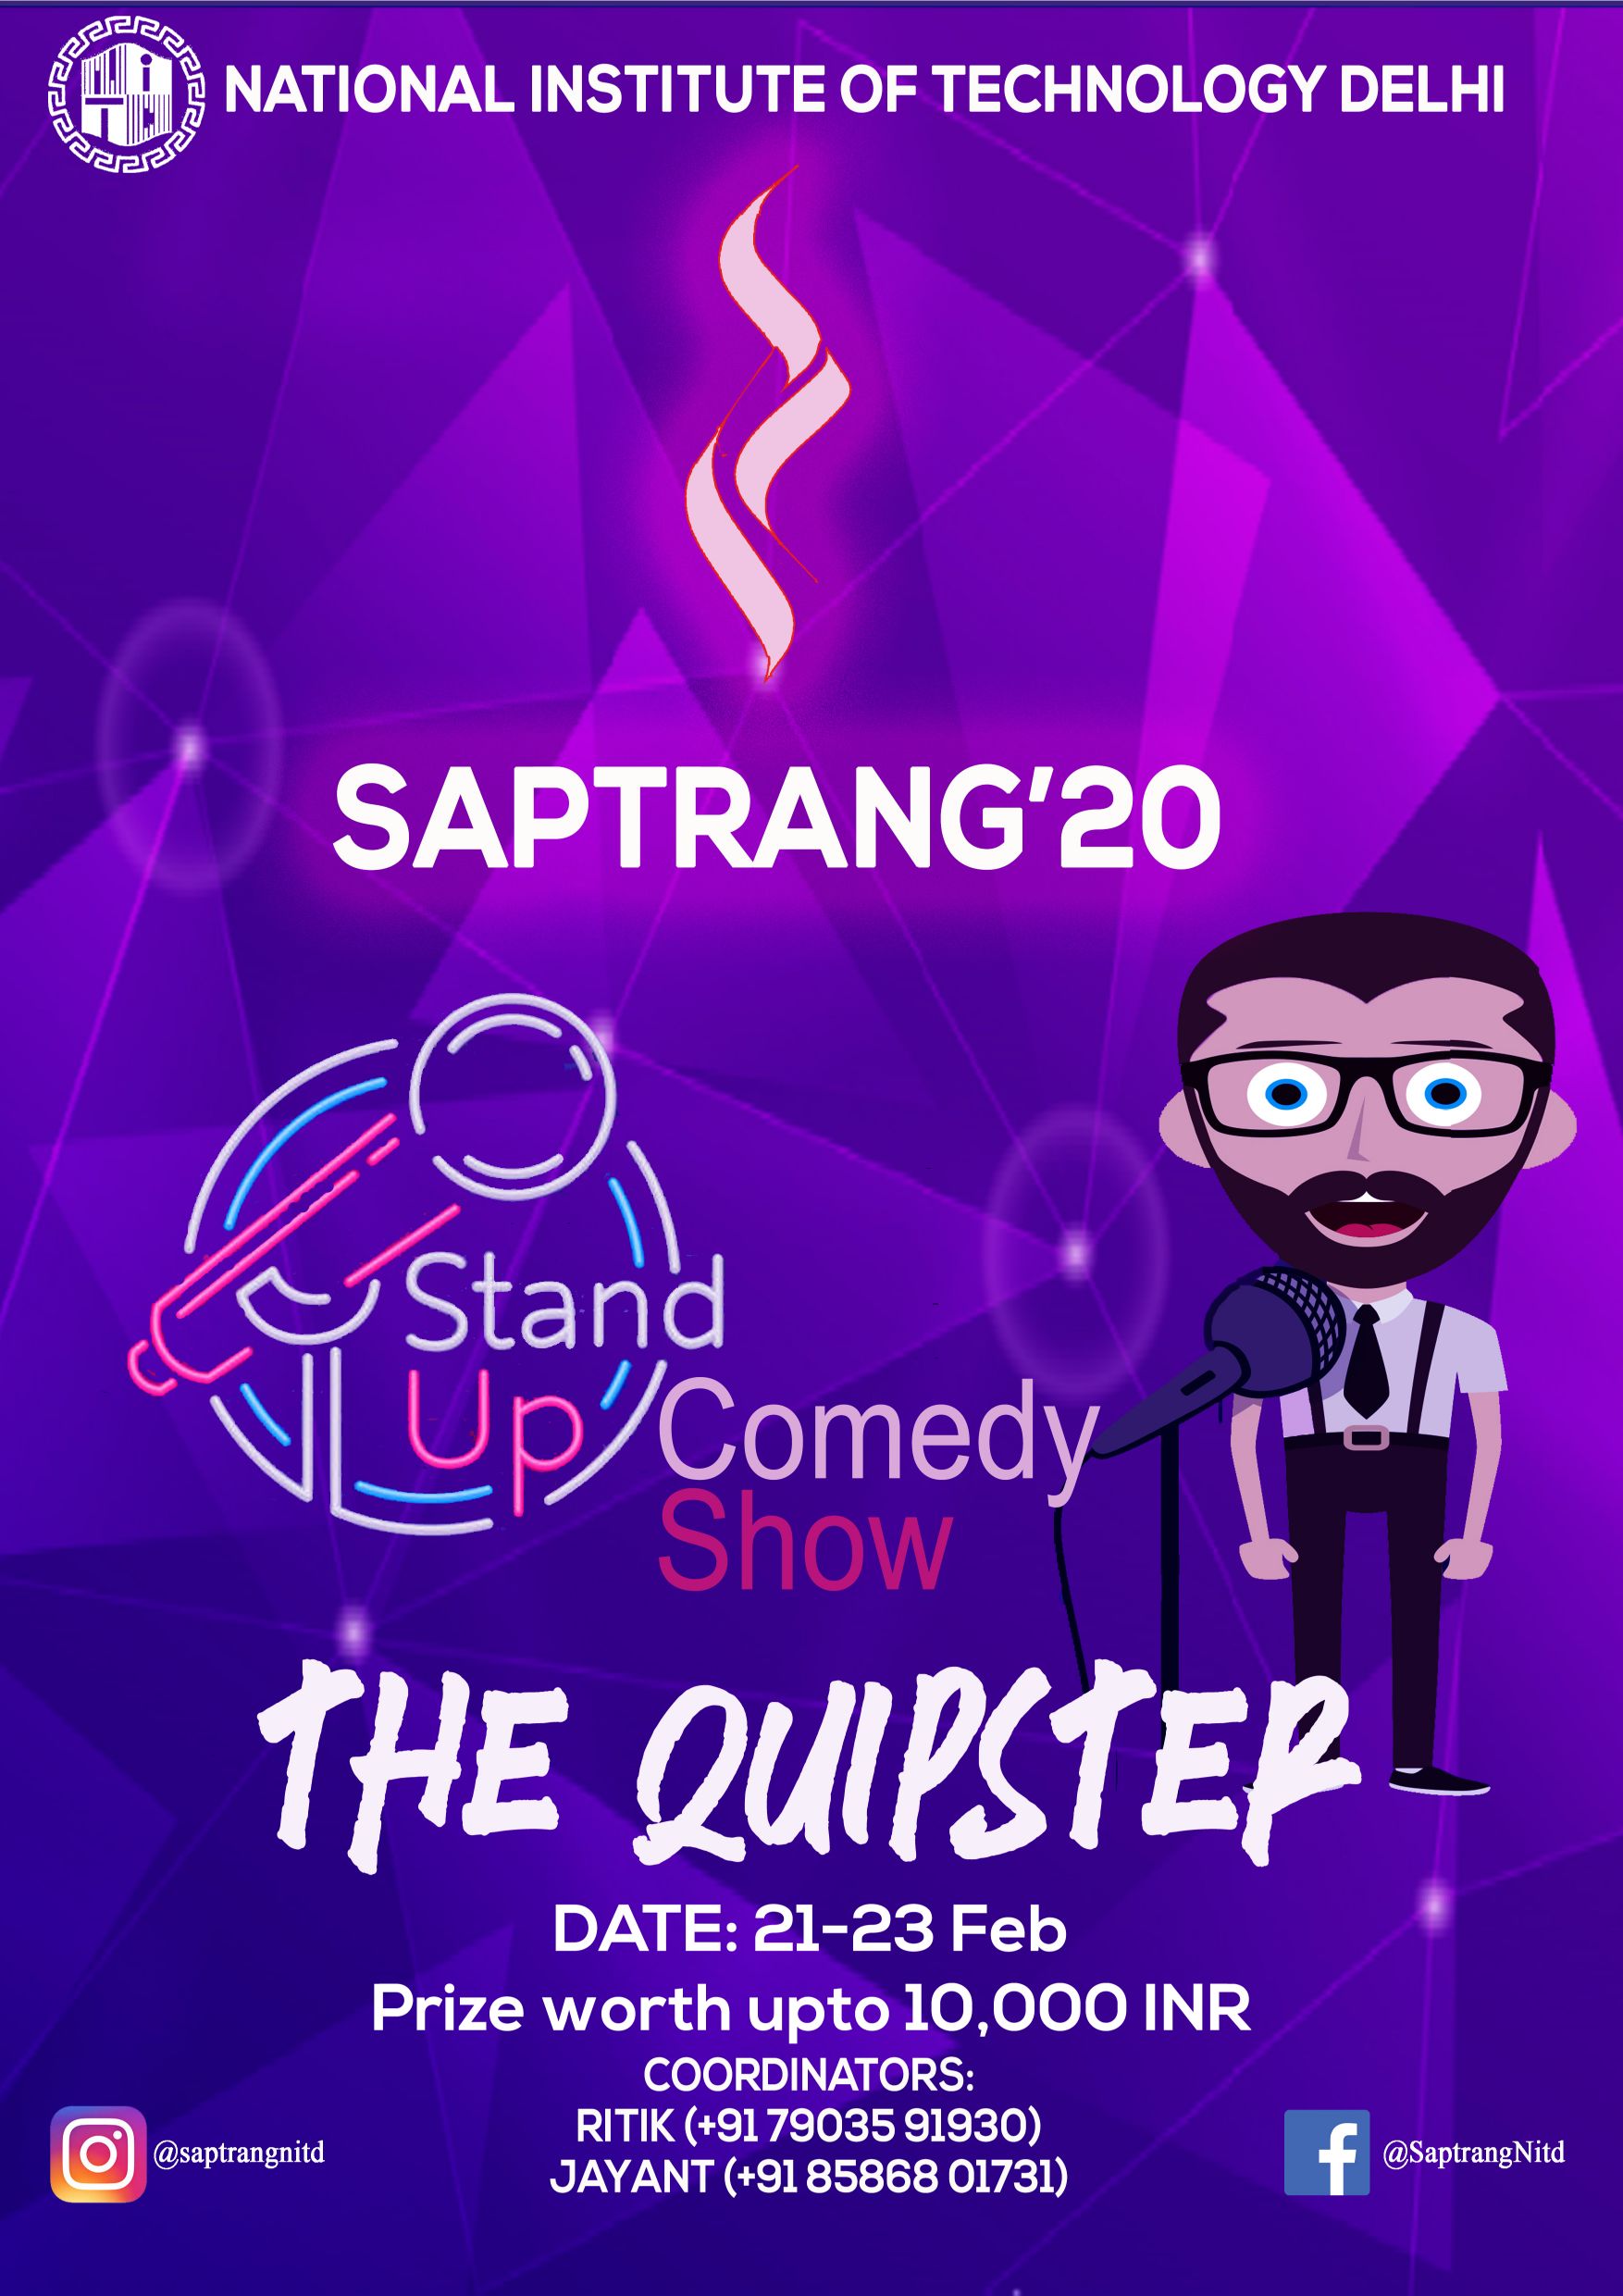 NATIONAL INSTITUTE OF TECHNOLOGY DELHI
SAPTRANG'20
Stand
Up
Comedy
Show
THE QUIPSTER
DATE: 21-23 Feb
Prize worth upto 10,000 INR
COORDINATORS:
RITIK (+91 79035 91930)
JAYANT (+91 85868 01731)
@saptrangnitd
@SaptrangNitd